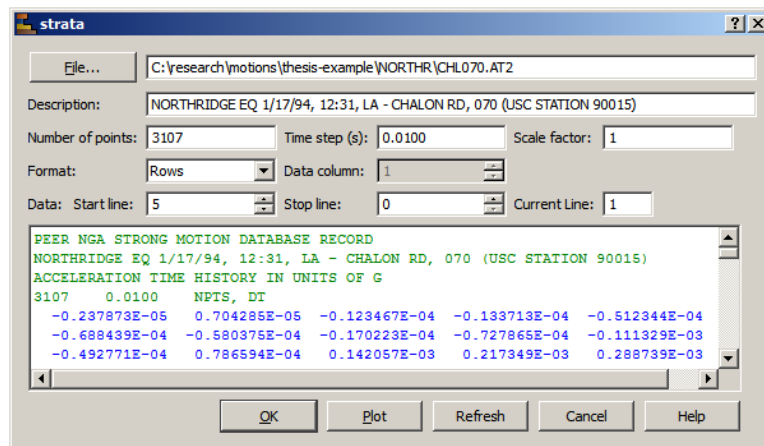 strata
File... C:\research\motions\thesis-example\NORTHR\CHL070.AT2
Description: NORTHRIDGE EQ 1/17/94, 12:31, LA - CHALON RD, 070 (USC STATION 90015)
Number of points: 3107 Time step (s): 0.0100 Scale factor: 1
Format: Rows Data column: 1
Data: Start line: 5 Stop line: 0 Current Line: 1
PEER NGA STRONG MOTION DATABASE RECORD
NORTHRIDGE EQ 1/17/94, 12:31, LA - CHALON RD, 070 (USC STATION 90015)
ACCELERATION TIME HISTORY IN UNITS OF G
3107 0.0100 NPTS, DT
-0.237873E-05 0.704285E-05 -0.123467E-04 -0.133713E-04 -0.512344E-04
-0.688439E-04 -0.580375E-04 -0.170223E-04 -0.727865E-04 -0.111329E-03
-0.492771E-04 0.786594E-04 0.142057E-03 0.217349E-03 0.288739E-03
OK Plot Refresh Cancel Help